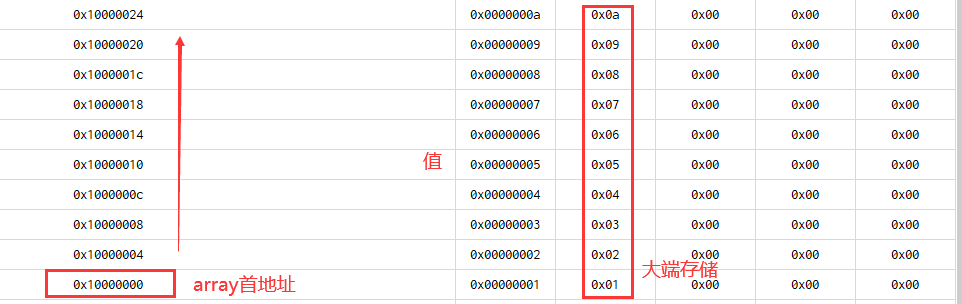 0x10000024 0x0000000a 0x0a 0x00 0x00 0x00
0x10000020 0x00000009 0x09 0x00 0x00 0x00
0x1000001c 0x00000008 0x08 0x00 0x00 0x00
0x10000018 0x00000007 0x07 0x00 0x00 0x00
0x10000014 0x00000006 0x06 0x00 0x00 0x00
值
0x10000010 0x00000005 0x05 0x00 0x00 0x00
0x1000000c 0x00000004 0x04 0x00 0x00 0x00
0x10000008 0x00000003 0x03 0x00 0x00 0x00
0x10000004 0x00000002 0x02 0x00 0x00 0x00
大端存储
0x10000000 array首地址 0x00000001 0x01 0x00 0x00 0x00